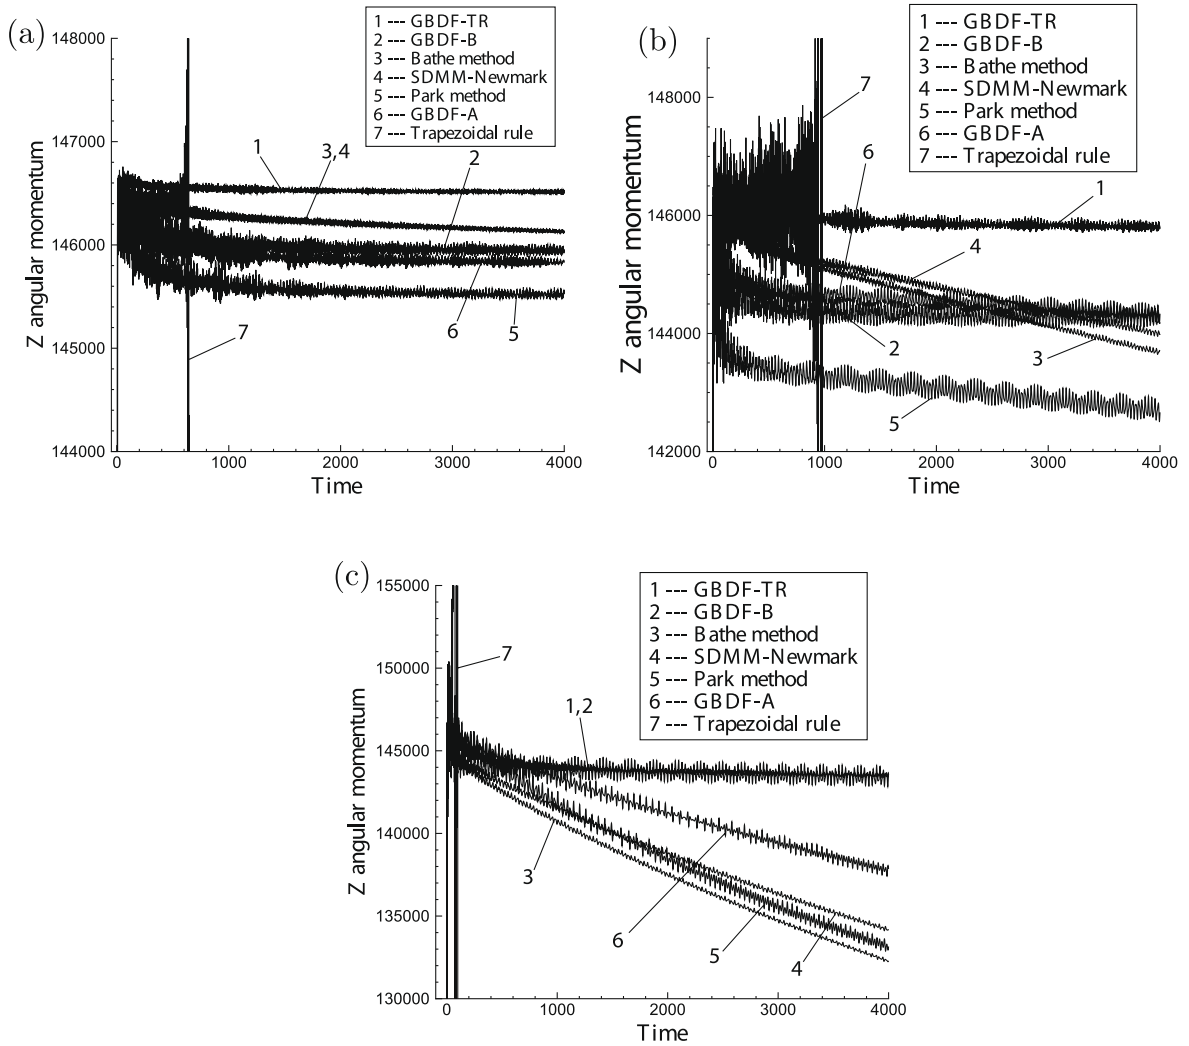 (a)
1 --- GBDF-TR
2 --- GBDF-B
3 --- Bathe method
4 --- SDMM-Newmark
5 --- Park method
6 --- GBDF-A
7 --- Trapezoidal rule
148000
147000
146000
145000
144000
Z angular momentum
1
3,4
2
6
5
7
0
1000
2000
3000
4000
Time
(b)
1 --- GBDF-TR
2 --- GBDF-B
3 --- Bathe method
4 --- SDMM-Newmark
5 --- Park method
6 --- GBDF-A
7 --- Trapezoidal rule
148000
146000
144000
142000
Z angular momentum
7
6
1
4
2
3
5
0
1000
2000
3000
4000
Time
(c)
1 --- GBDF-TR
2 --- GBDF-B
3 --- Bathe method
4 --- SDMM-Newmark
5 --- Park method
6 --- GBDF-A
7 --- Trapezoidal rule
155000
150000
145000
140000
135000
130000
Z angular momentum
7
1,2
3
6
5
4
0
1000
2000
3000
4000
Time